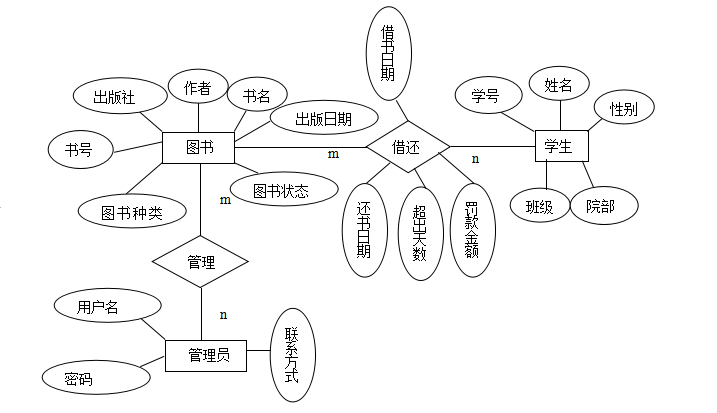 借书日期
出版社
作者
书名
学号
姓名
性别
出版日期
书号
图书
借还
学生
m
n
图书状态
图书种类
m
还书日期
超出天数
罚款金额
班级
院部
管理
用户名
n
管理员
联系方式
密码